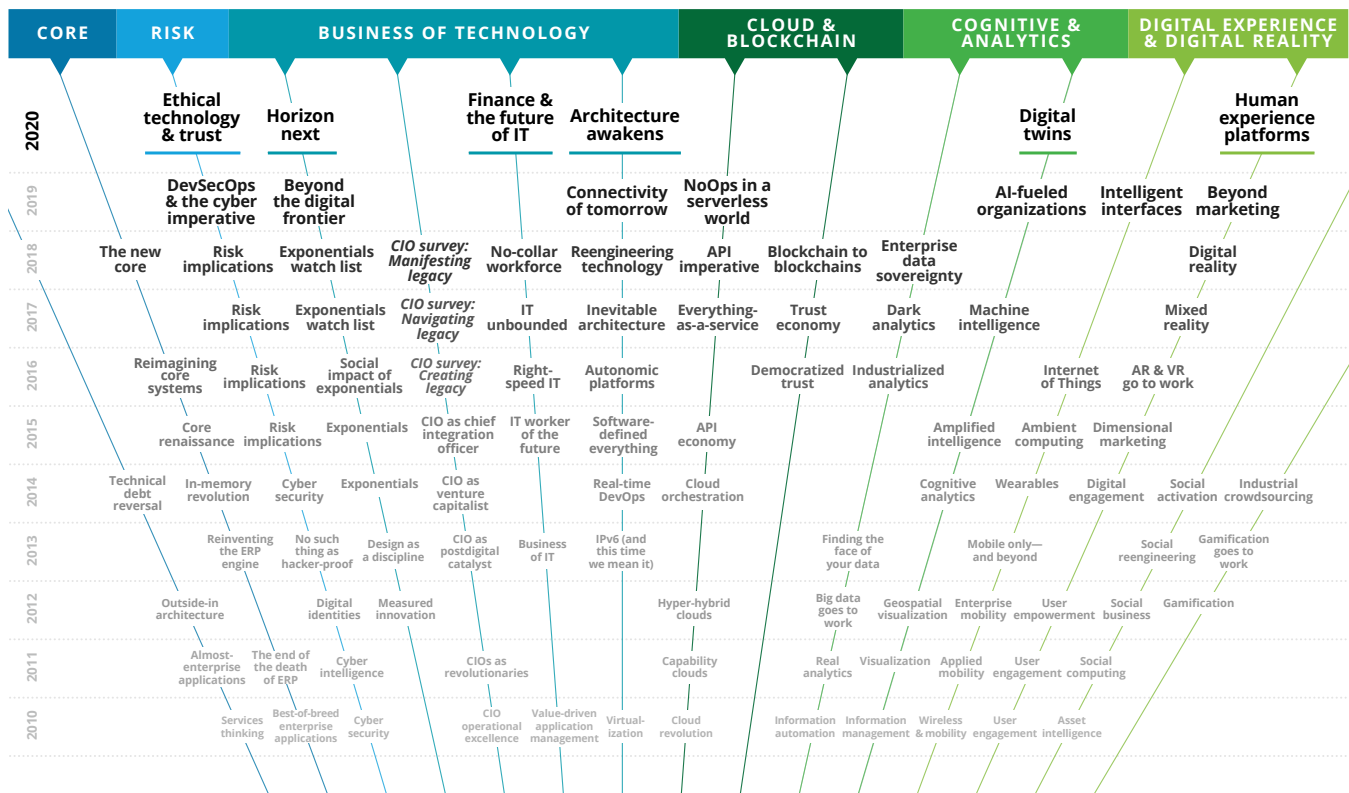 CORE
RISK
BUSINESS OF TECHNOLOGY
CLOUD &
BLOCKCHAIN
COGNITIVE &
ANALYTICS
DIGITAL EXPERIENCE
& DIGITAL REALITY
2020
Ethical
technology
& trust
Horizon
next
Finance &
the future
of IT
Architecture
awakens
Digital
twins
Human
experience
platforms
2019
DevSecOps
& the cyber
imperative
Beyond
the digital
frontier
Connectivity
of tomorrow
NoOps in a
serverless
world
AI-fueled
organizations
Intelligent
interfaces
Beyond
marketing
2018
The new
core
Risk
implications
Exponentials
watch list
CIO survey:
Manifesting
legacy
No-collar
workforce
Reengineering
technology
API
imperative
Blockchain to
blockchains
Enterprise
data
sovereignty
Digital
reality
2017
Risk
implications
Exponentials
watch list
CIO survey:
Navigating
legacy
IT
unbounded
Inevitable
architecture
Everything-
as-a-service
Trust
economy
Dark
analytics
Machine
intelligence
Mixed
reality
2016
Reimagining
core
systems
Risk
implications
Social
impact of
exponentials
CIO survey:
Creating
legacy
Right-
speed IT
Autonomic
platforms
Democratized
trust
Industrialized
analytics
Internet
of Things
AR & VR
go to work
2015
Core
renaissance
Risk
implications
Exponentials
CIO as chief
integration
officer
IT worker
of the
future
Software-
defined
everything
API
economy
Amplified
intelligence
Ambient
computing
Dimensional
marketing
2014
Technical
debt
reversal
In-memory
revolution
Cyber
security
Exponentials
CIO as
venture
capitalist
Real-time
DevOps
Cloud
orchestration
Cognitive
analytics
Wearables
Digital
engagement
Social
activation
Industrial
crowdsourcing
2013
Reinventing
the ERP
engine
No such
thing as
hacker-proof
Design as
a discipline
CIO as
postdigital
catalyst
Business
of IT
IPv6 (and
this time
we mean it)
Finding the
face of
your data
Mobile only—
and beyond
Social
reengineering
Gamification
goes to
work
2012
Outside-in
architecture
Digital
identities
Measured
innovation
Hyper-hybrid
clouds
Big data
goes to
work
Geospatial
visualization
Enterprise
mobility
User
empowerment
Social
business
Gamification
2011
Almost-
enterprise
applications
The end of
the death
of ERP
Cyber
intelligence
CIOs as
revolutionaries
Capability
clouds
Real
analytics
Visualization
Applied
mobility
User
engagement
Social
computing
2010
Services
thinking
Best-of-breed
enterprise
applications
Cyber
security
CIO
operational
excellence
Value-driven
application
management
Virtual-
ization
Cloud
revolution
Information
automation
Information
management
Wireless
& mobility
User
engagement
Asset
intelligence